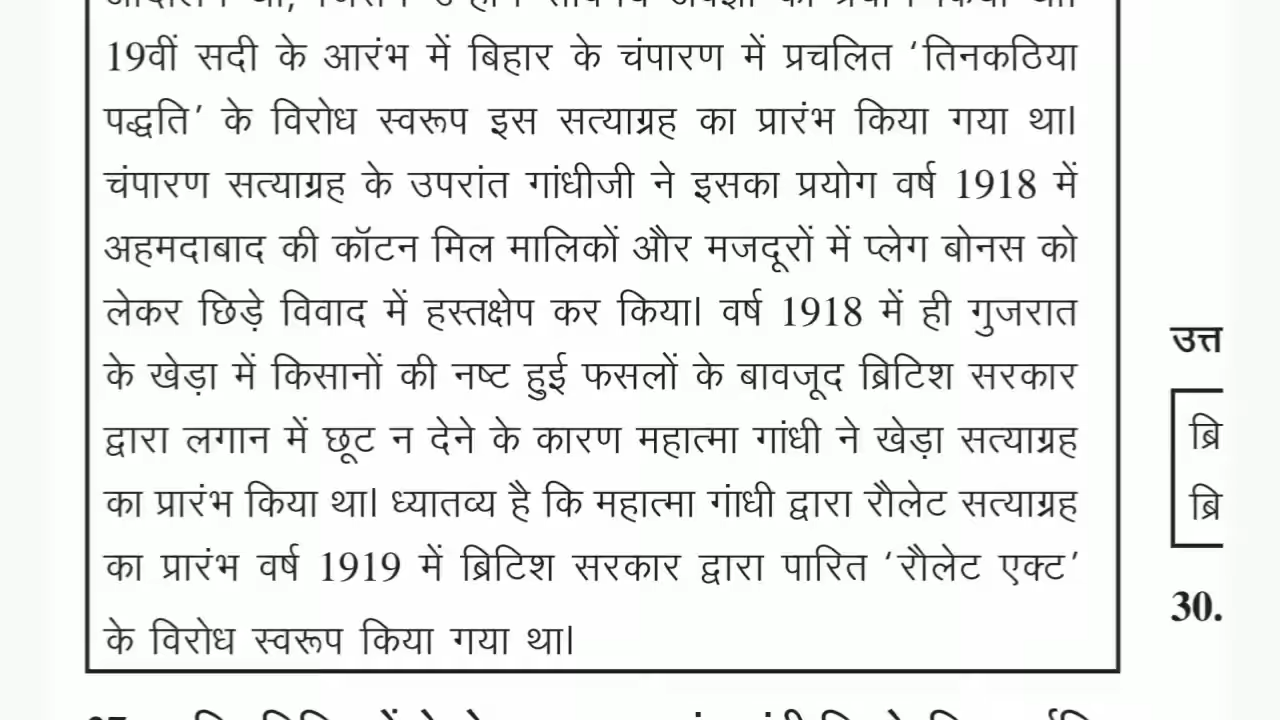 19वीं सदी के आरंभ में बिहार के चंपारण में प्रचलित ‘तिनकठिया
पद्धति’ के विरोध स्वरूप इस सत्याग्रह का प्रारंभ किया गया था।
चंपारण सत्याग्रह के उपरांत गांधीजी ने इसका प्रयोग वर्ष 1918 में
अहमदाबाद की कॉटन मिल मालिकों और मजदूरों में प्लेग बोनस को
लेकर छिड़े विवाद में हस्तक्षेप कर किया। वर्ष 1918 में ही गुजरात
के खेड़ा में किसानों की नष्ट हुई फसलों के बावजूद ब्रिटिश सरकार
द्वारा लगान में छूट न देने के कारण महात्मा गांधी ने खेड़ा सत्याग्रह
का प्रारंभ किया था। ध्यातव्य है कि महात्मा गांधी द्वारा रौलेट सत्याग्रह
का प्रारंभ वर्ष 1919 में ब्रिटिश सरकार द्वारा पारित ‘रौलेट एक्ट’
के विरोध स्वरूप किया गया था।
उत्त
ब्रि
ब्रि
30.